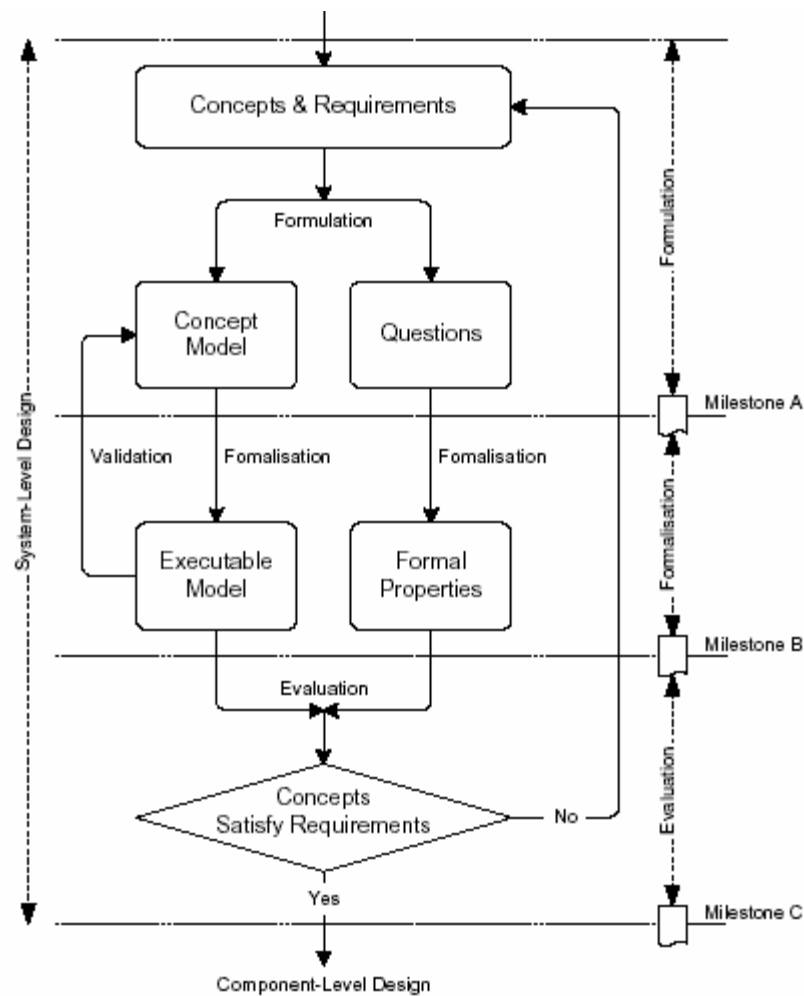 Concepts & Requirements
Formulation
Concept
Model
Questions
Formulation
Milestone A
System-Level Design
Validation
Fomalisation
Fomalisation
Formalisation
Executable
Model
Formal
Properties
Milestone B
Evaluation
Concepts
Satisfy Requirements
No
Evaluation
Yes
Milestone C
Component-Level Design